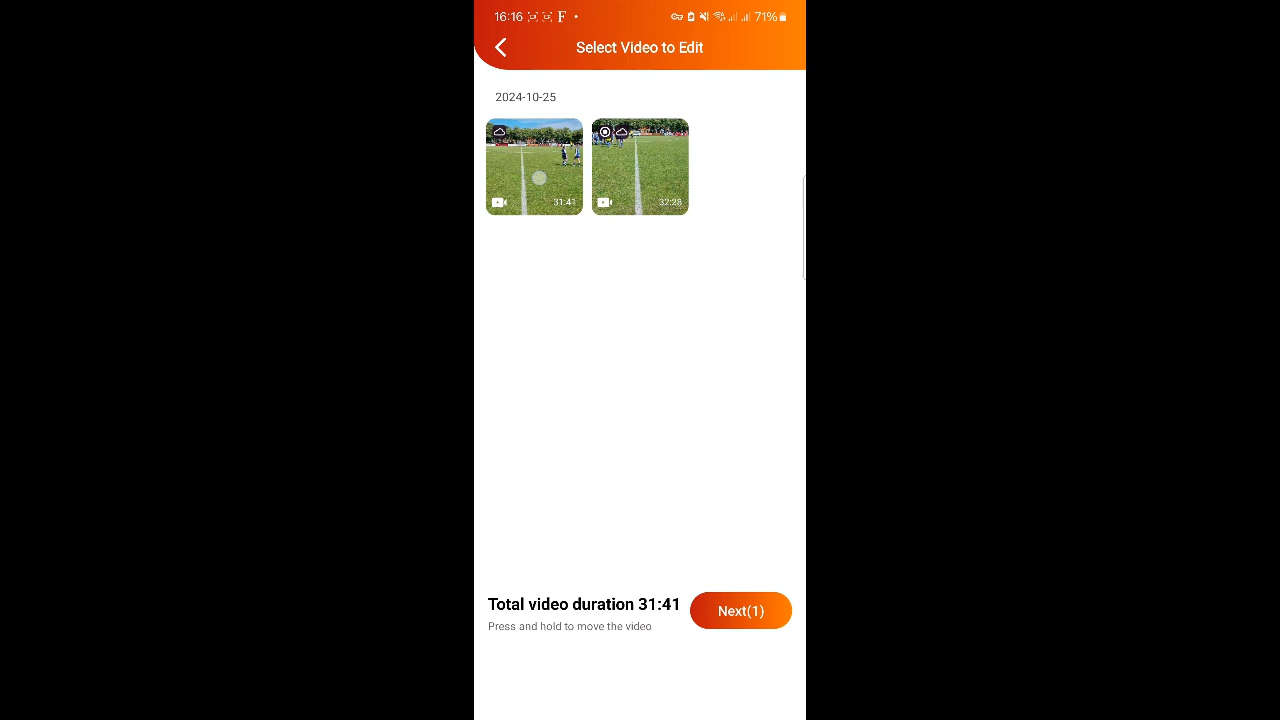 16:16 F 71%
Select Video to Edit
2024-10-25
31:41 32:28
Total video duration 31:41
Press and hold to move the video
Next(1)